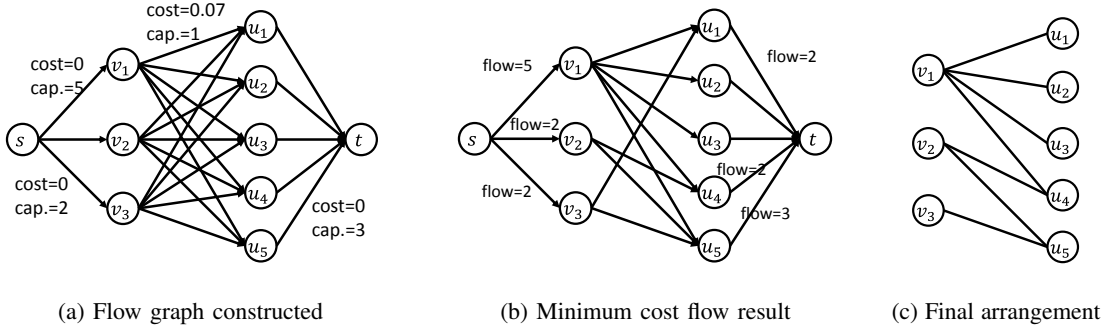 cost=0.07
cap.=1
cost=0
cap.=5
cost=0
cap.=2
cost=0
cap.=3
s
v₁
v₂
v₃
u₁
u₂
u₃
u₄
u₅
t
(a) Flow graph constructed
flow=5
flow=2
flow=2
flow=2
flow=2
flow=3
s
v₁
v₂
v₃
u₁
u₂
u₃
u₄
u₅
t
(b) Minimum cost flow result
v₁
v₂
v₃
u₁
u₂
u₃
u₄
u₅
(c) Final arrangement